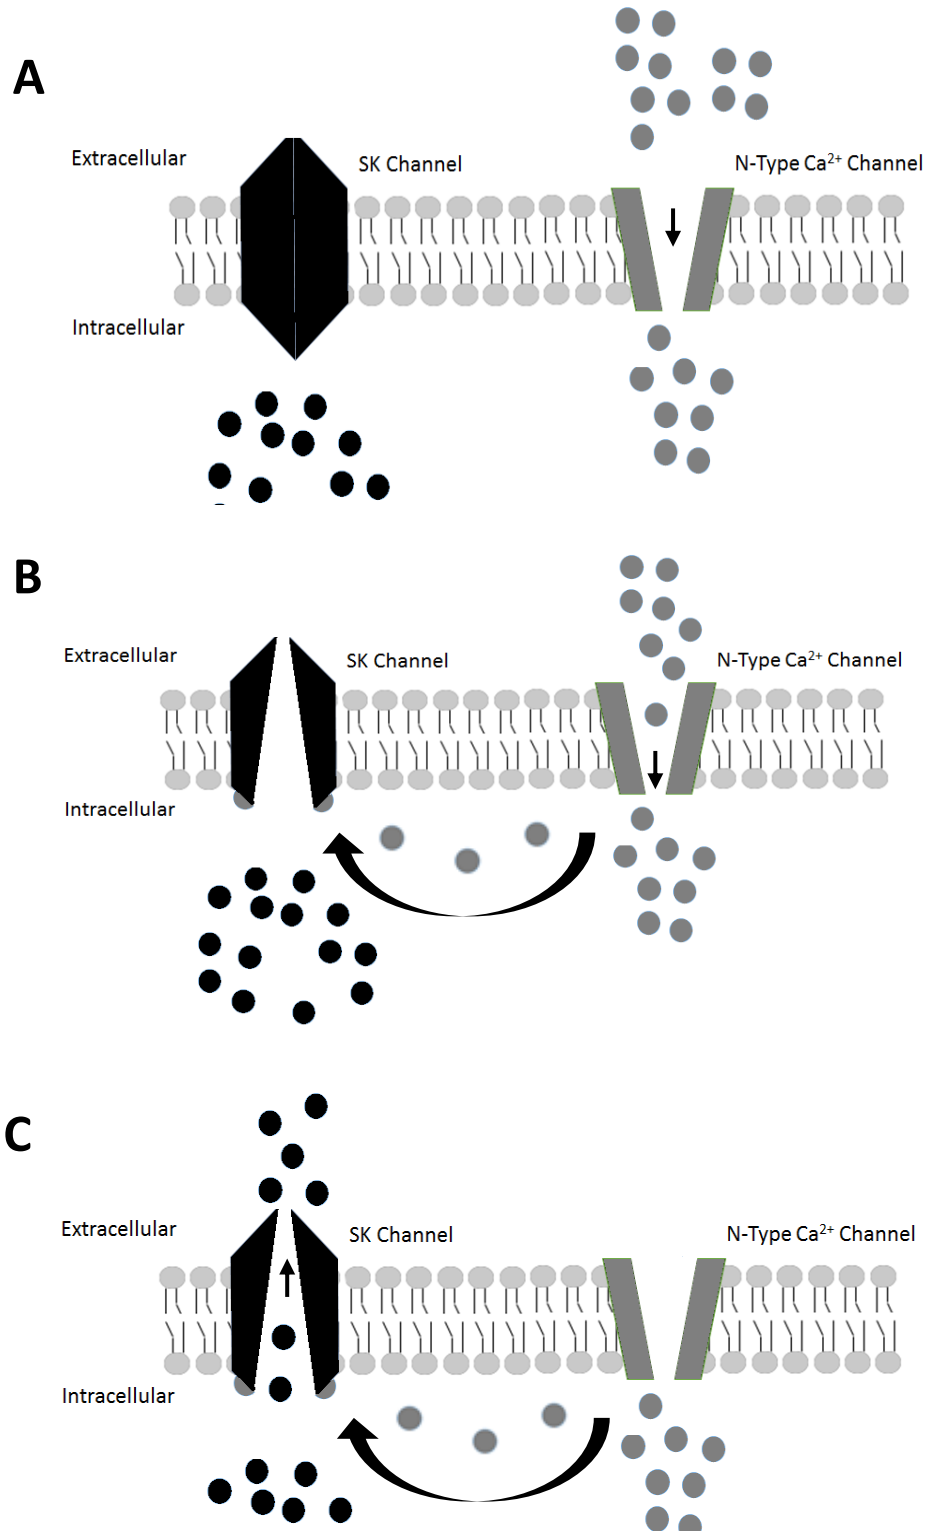 A
Extracellular
SK Channel
N-Type Ca²⁺ Channel
Intracellular
B
Extracellular
SK Channel
N-Type Ca²⁺ Channel
Intracellular
C
Extracellular
SK Channel
N-Type Ca²⁺ Channel
Intracellular